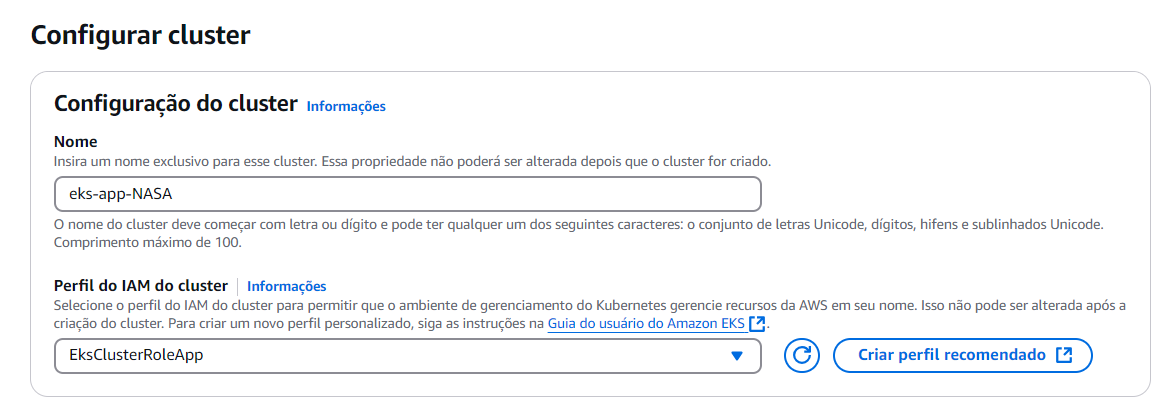 Configurar cluster
Configuração do cluster Informações
Nome
Insira um nome exclusivo para esse cluster. Essa propriedade não poderá ser alterada depois que o cluster for criado.
eks-app-NASA
O nome do cluster deve começar com letra ou dígito e pode ter qualquer um dos seguintes caracteres: o conjunto de letras Unicode, dígitos, hifens e sublinhados Unicode.
Comprimento máximo de 100.
Perfil do IAM do cluster Informações
Selecione o perfil do IAM do cluster para permitir que o ambiente de gerenciamento do Kubernetes gerencie recursos da AWS em seu nome. Isso não pode ser alterada após a
criação do cluster. Para criar um novo perfil personalizado, siga as instruções na Guia do usuário do Amazon EKS.
EksClusterRoleApp Criar perfil recomendado